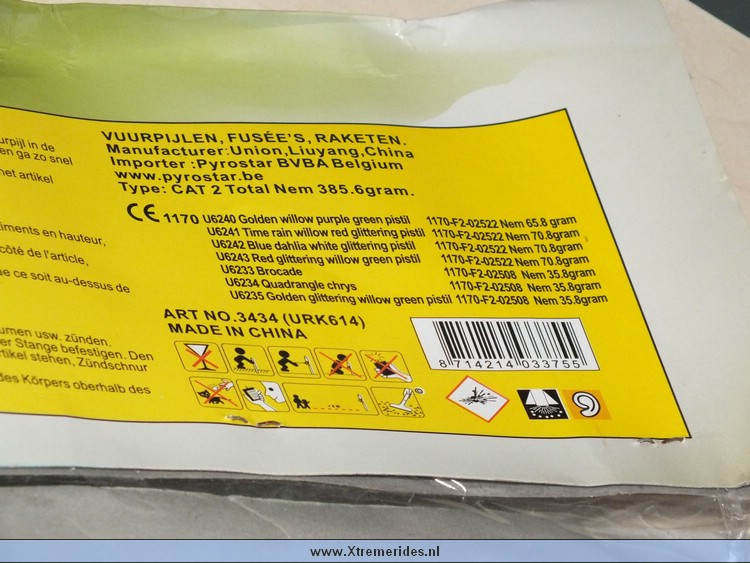 urpijl in de
en ga zo snel
het artikel
timents en hauteur,
côté de l'article,
ue ce soit au-dessus de
umen usw. zünden.
er Stange befestigen. Den
rtikel stehen, Zündschnur
des Körpers oberhalb des
VUURPIJLEN, FUSÉE'S, RAKETEN.
Manufacturer:Union,Liuyang,China
Importer :Pyrostar BVBA Belgium
www.pyrostar.be
Type: CAT 2 Total Nem 385.6gram.
CE 1170 U6240 Golden willow purple green pistil 1170-F2-02522 Nem 65.8 gram
U6241 Time rain willow red glittering pistil 1170-F2-02522 Nem 70.8gram
U6242 Blue dahlia white glittering pistil 1170-F2-02522 Nem 70.8gram
U6243 Red glittering willow green pistil 1170-F2-02522 Nem 70.8gram
U6233 Brocade 1170-F2-02508 Nem 35.8gram
U6234 Quadrangle chrys 1170-F2-02508 Nem 35.8gram
U6235 Golden glittering willow green pistil 1170-F2-02508 Nem 35.8gram
ART NO.3434 (URK614)
MADE IN CHINA
8 714214 033755
www.Xtremerides.nl